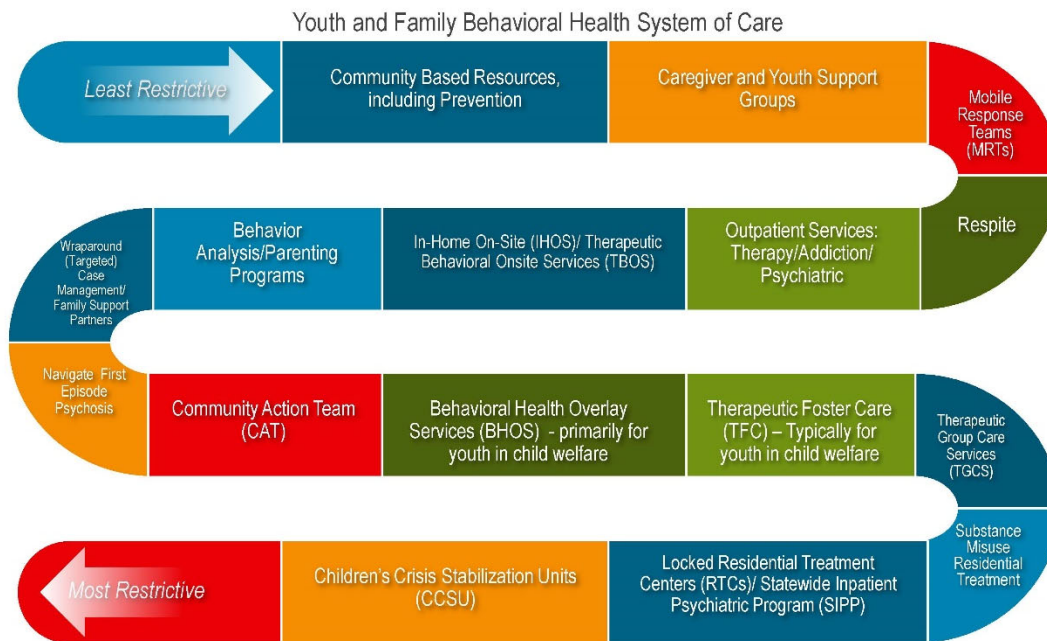 Youth and Family Behavioral Health System of Care
Least Restrictive
Community Based Resources,
including Prevention
Caregiver and Youth Support
Groups
Mobile
Response
Teams
(MRTs)
Respite
Outpatient Services:
Therapy/Addiction/
Psychiatric
In-Home On-Site (IHOS)/ Therapeutic
Behavioral Onsite Services (TBOS)
Behavior
Analysis/Parenting
Programs
Wraparound
(Targeted)
Case
Management/
Family Support
Partners
Navigate First
Episode
Psychosis
Community Action Team
(CAT)
Behavioral Health Overlay
Services (BHOS) - primarily for
youth in child welfare
Therapeutic Foster Care
(TFC) – Typically for
youth in child welfare
Therapeutic
Group Care
Services
(TGCS)
Substance
Misuse
Residential
Treatment
Locked Residential Treatment
Centers (RTCs)/ Statewide Inpatient
Psychiatric Program (SIPP)
Children's Crisis Stabilization Units
(CCSU)
Most Restrictive